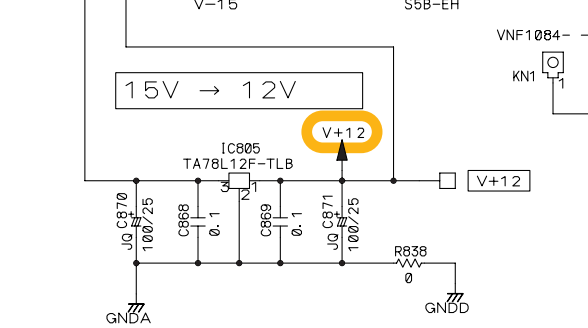 V-15
S5B-EH
VNF1084-
KN1
1
15V → 12V
V+12
IC805
TA78L12F-TLB
3
1
2
V+12
JQ C870
100/25
C868
0.1
C869
0.1
JQ C871
100/25
R838
0
GNDA
GNDD